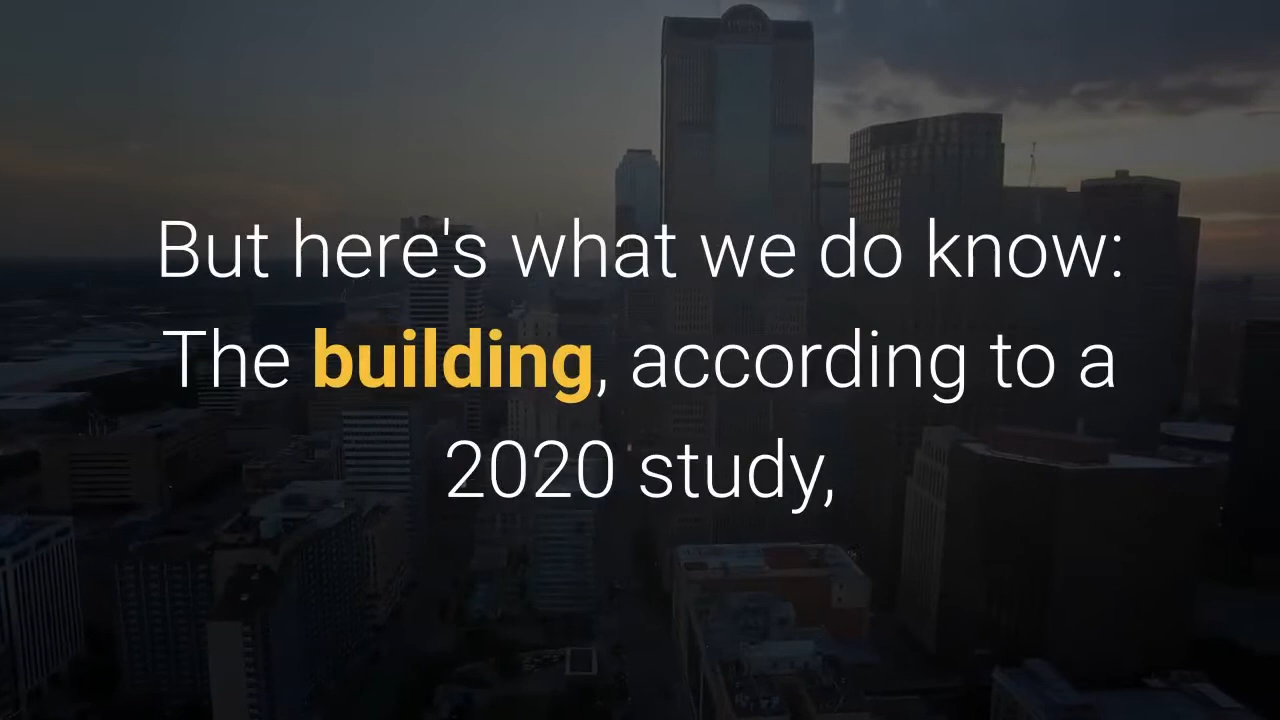 But here's what we do know:
The building, according to a
2020 study,